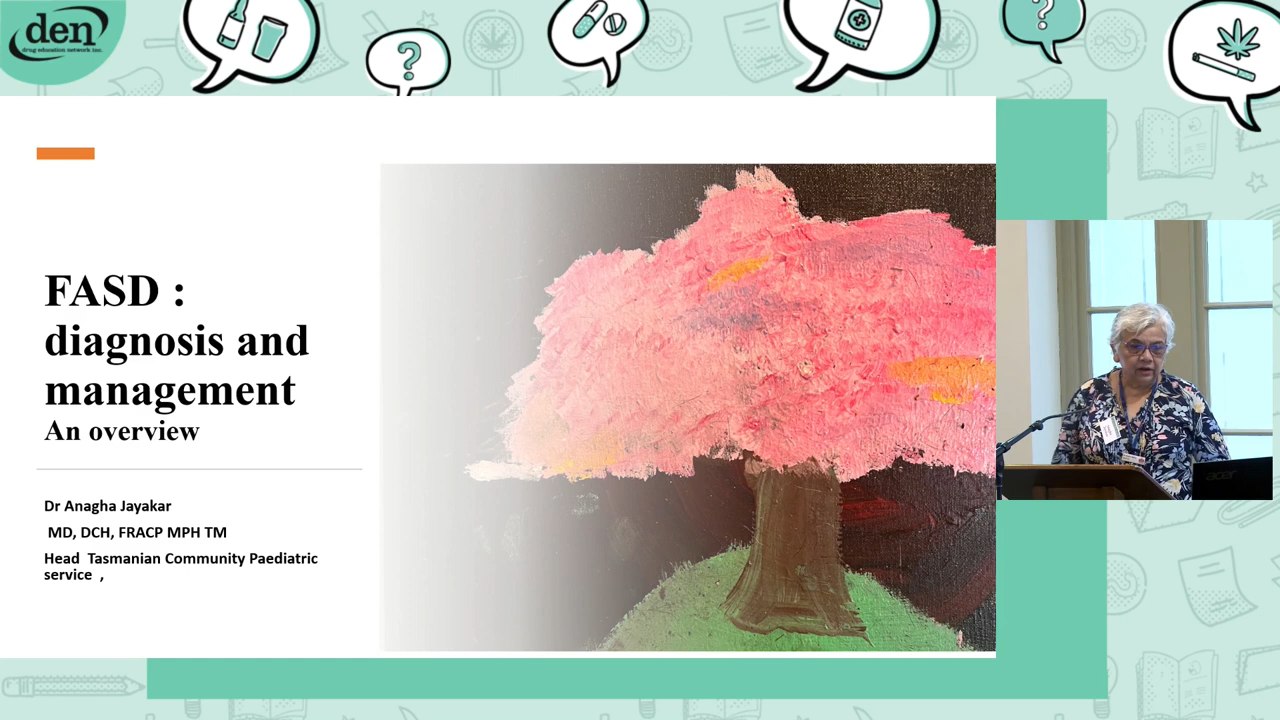 den
drug education network inc.
FASD :
diagnosis and
management
An overview
Dr Anagha Jayakar
MD, DCH, FRACP MPH TM
Head Tasmanian Community Paediatric
service ,
acer